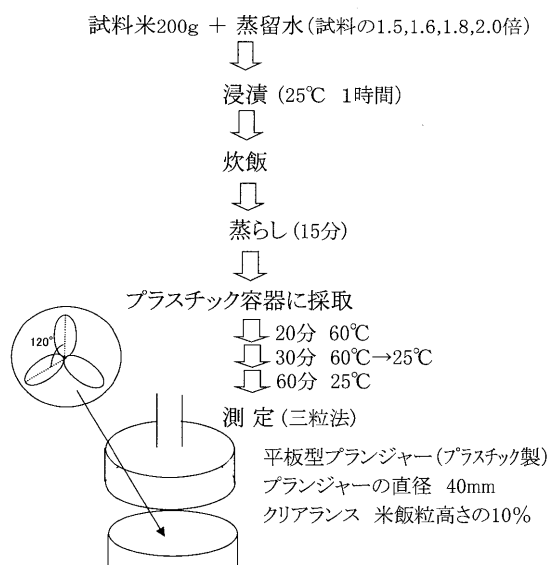 試料米200g + 蒸留水(試料の1.5,1.6,1.8,2.0倍)
浸漬 (25℃ 1時間)
炊飯
蒸らし (15分)
プラスチック容器に採取
20分 60℃
30分 60℃→25℃
60分 25℃
120°
測定 (三粒法)
平板型プランジャー(プラスチック製)
プランジャーの直径 40mm
クリアランス 米飯粒高さの10%